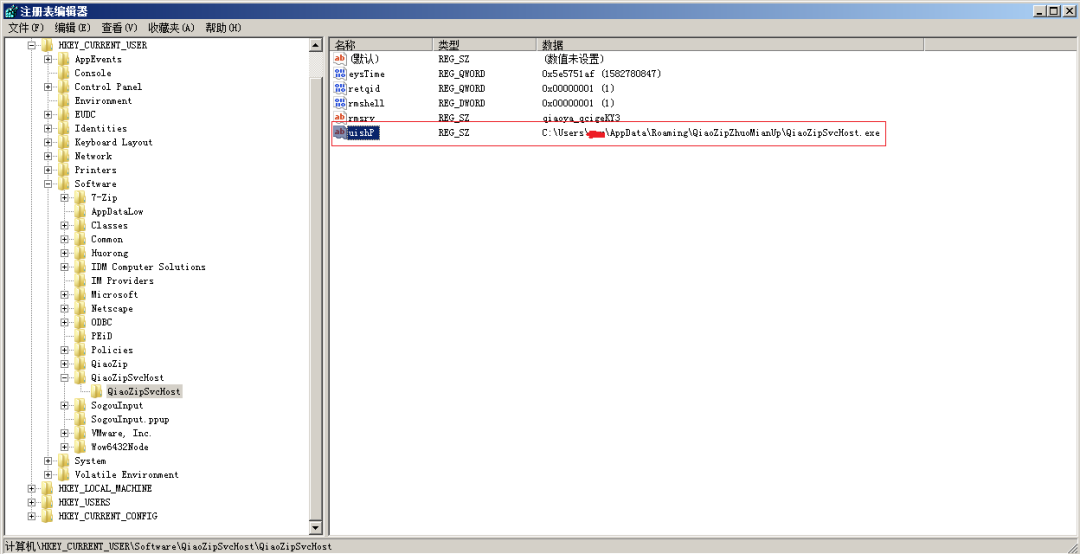 注册表编辑器
文件(F) 编辑(E) 查看(V) 收藏夹(A) 帮助(H)
HKEY_CURRENT_USER
AppEvents
Console
Control Panel
Environment
EUDC
Identities
Keyboard Layout
Network
Printers
Software
7-Zip
AppDataLow
Classes
Common
Huorong
IDM Computer Solutions
IM Providers
Microsoft
Netscape
ODBC
PEiD
Policies
QiaoZip
QiaoZipSvcHost
QiaoZipSvcHost
SogouInput
SogouInput.ppup
VMware, Inc.
Wow6432Node
System
Volatile Environment
HKEY_LOCAL_MACHINE
HKEY_USERS
HKEY_CURRENT_CONFIG
名称 类型 数据
(默认) REG_SZ (数值未设置)
eysTime REG_QWORD 0x5e5751af (1582780847)
retqid REG_QWORD 0x00000001 (1)
rmshell REG_DWORD 0x00000001 (1)
rmsrv REG_SZ qiaoya_qcigeKY3
uishP REG_SZ C:\Users\ \AppData\Roaming\QiaoZipZhuoMianUp\QiaoZipSvcHost.exe
计算机\HKEY_CURRENT_USER\Software\QiaoZipSvcHost\QiaoZipSvcHost